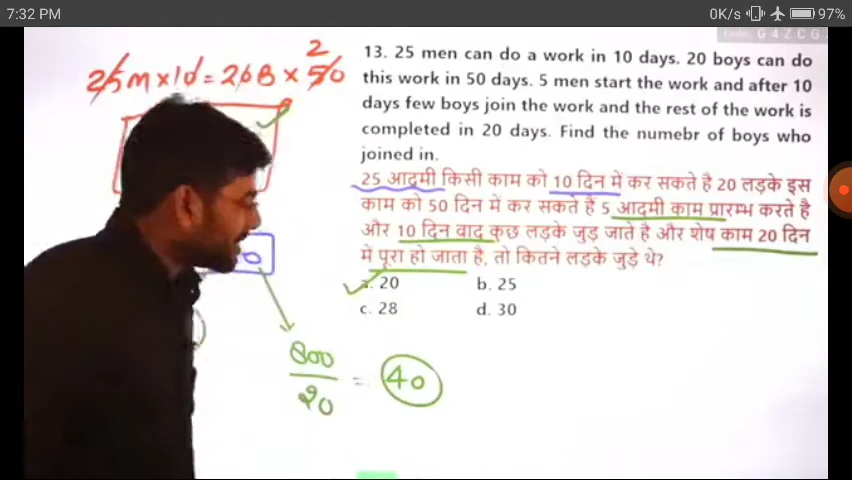 7:32 PM
0K/s 97%
25m×10=20B×50
2
13. 25 men can do a work in 10 days. 20 boys can do
this work in 50 days. 5 men start the work and after 10
days few boys join the work and the rest of the work is
completed in 20 days. Find the numebr of boys who
joined in.
25 आदमी किसी काम को 10 दिन में कर सकते है 20 लड़के इस
काम को 50 दिन में कर सकते हैं 5 आदमी काम प्रारम्भ करते है
और 10 दिन बाद कुछ लड़के जुड़ जाते है और शेष काम 20 दिन
में पूरा हो जाता है, तो कितने लड़के जुड़े थे?
a. 20 b. 25
c. 28 d. 30
800
20
= 40